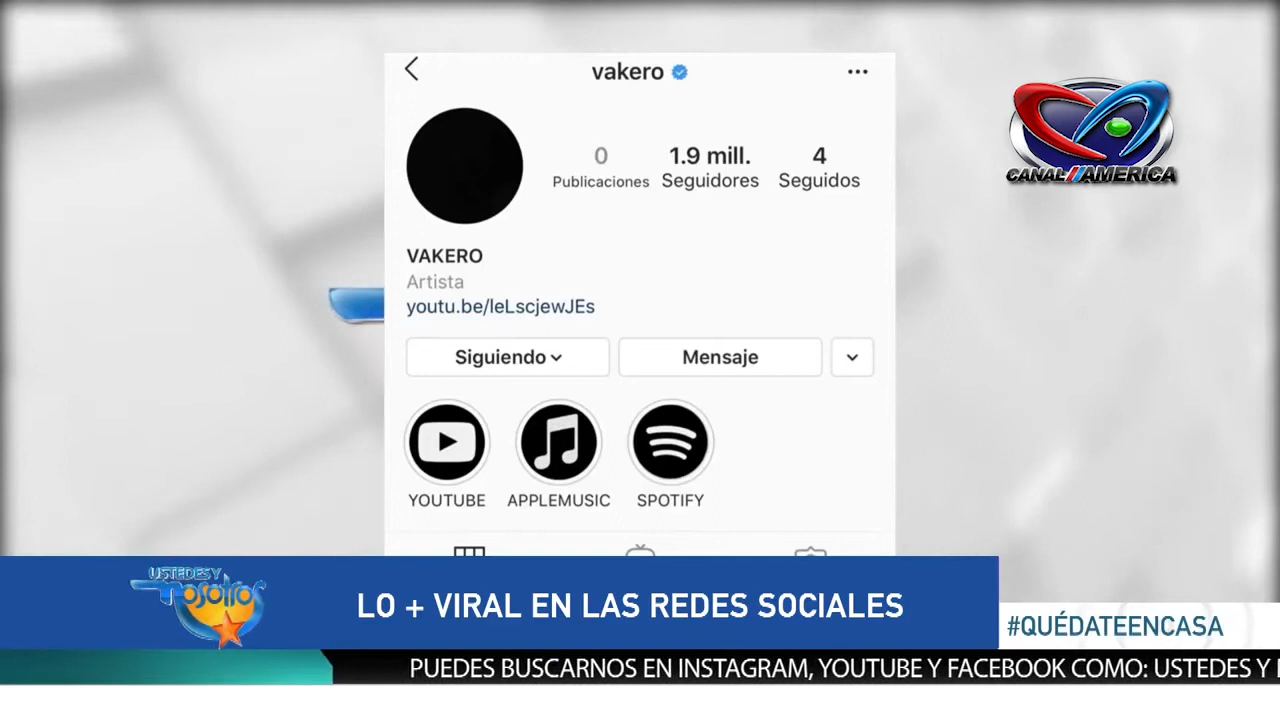 vakero
0
1.9 mill.
4
Publicaciones
Seguidores
Seguidos
VAKERO
Artista
youtu.be/leLscjewJEs
Siguiendo
Mensaje
YOUTUBE
APPLEMUSIC
SPOTIFY
CANAL//AMERICA
USTEDES Y
nosotros
LO + VIRAL EN LAS REDES SOCIALES
#QUÉDATEENCASA
PUEDES BUSCARNOS EN INSTAGRAM, YOUTUBE Y FACEBOOK COMO: USTEDES Y